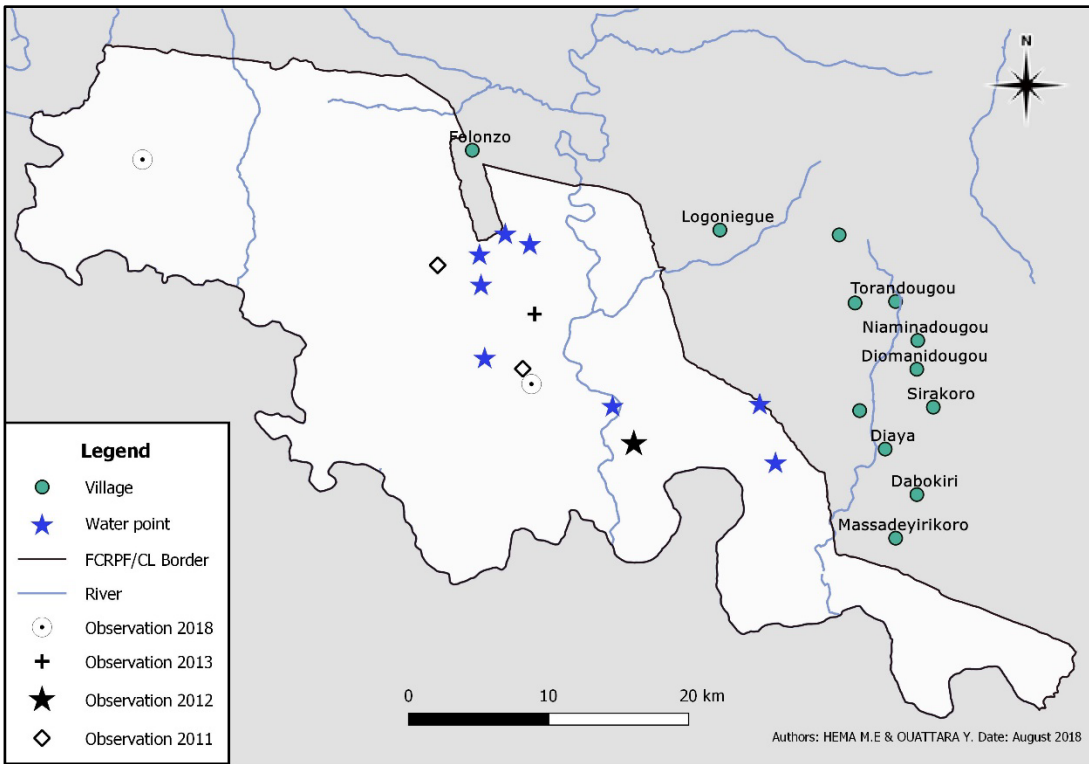 N
Folonzo
Logoniegue
Torandougou
Niaminadougou
Diomanidougou
Sirakoro
Diaya
Dabokiri
Massadeyirikoro
Legend
Village
Water point
FCRPF/CL Border
River
Observation 2018
Observation 2013
Observation 2012
Observation 2011
0 10 20 km
Authors: HEMA M.E & OUATTARA Y. Date: August 2018